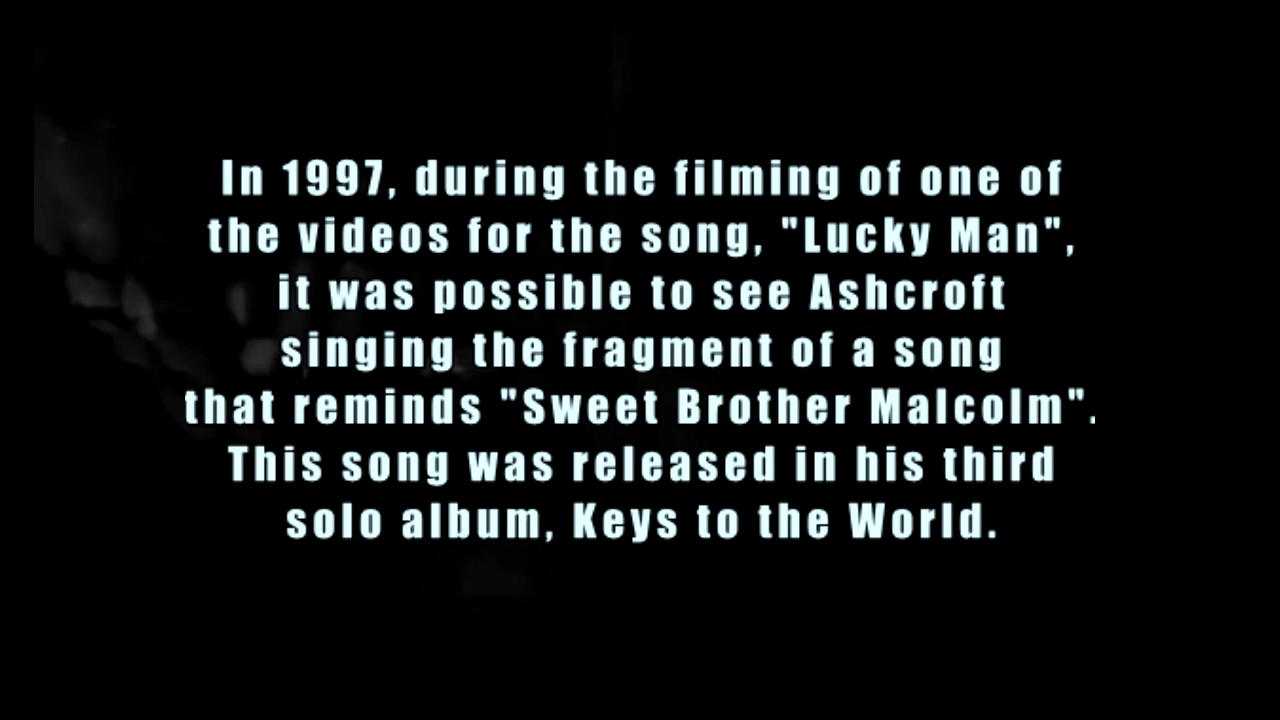 In 1997, during the filming of one of
the videos for the song, "Lucky Man",
it was possible to see Ashcroft
singing the fragment of a song
that reminds "Sweet Brother Malcolm".
This song was released in his third
solo album, Keys to the World.